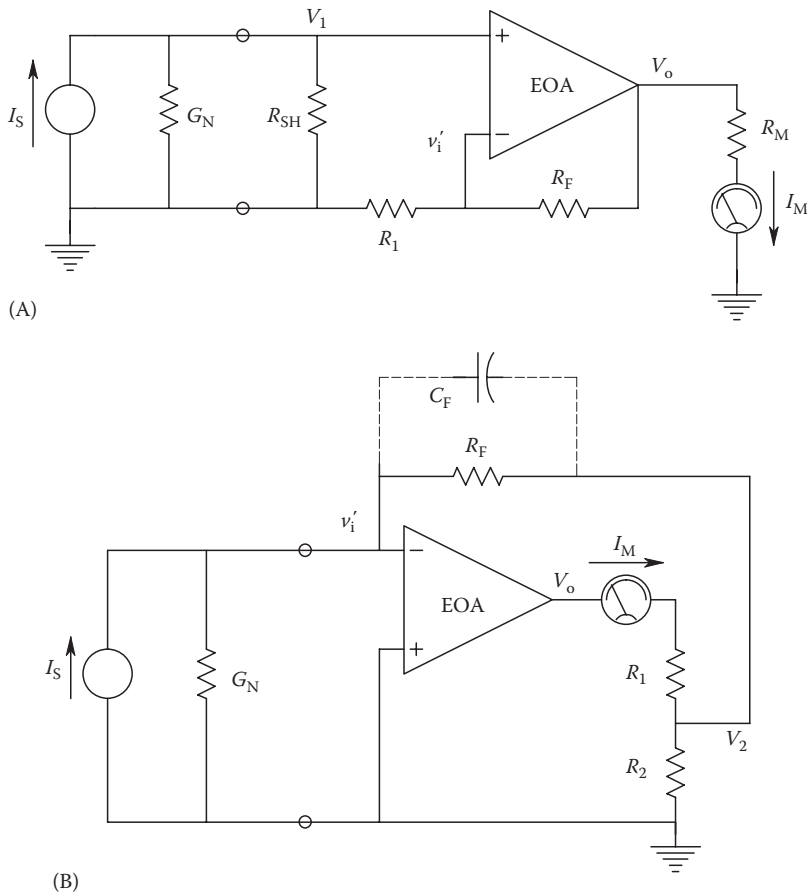 V1
Vo
+
EOA
−
IS
GN
RSH
vi′
RF
R1
RM
IM
(A)
CF
RF
vi′
−
IM
Vo
EOA
+
IS
GN
R1
V2
R2
(B)